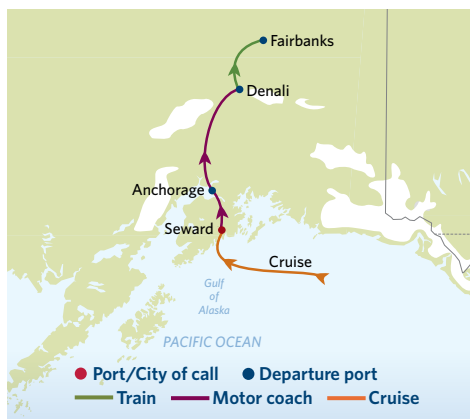 Fairbanks
Denali
Anchorage
Seward
Cruise
Gulf
of
Alaska
PACIFIC OCEAN
Port/City of call Departure port
Train Motor coach Cruise